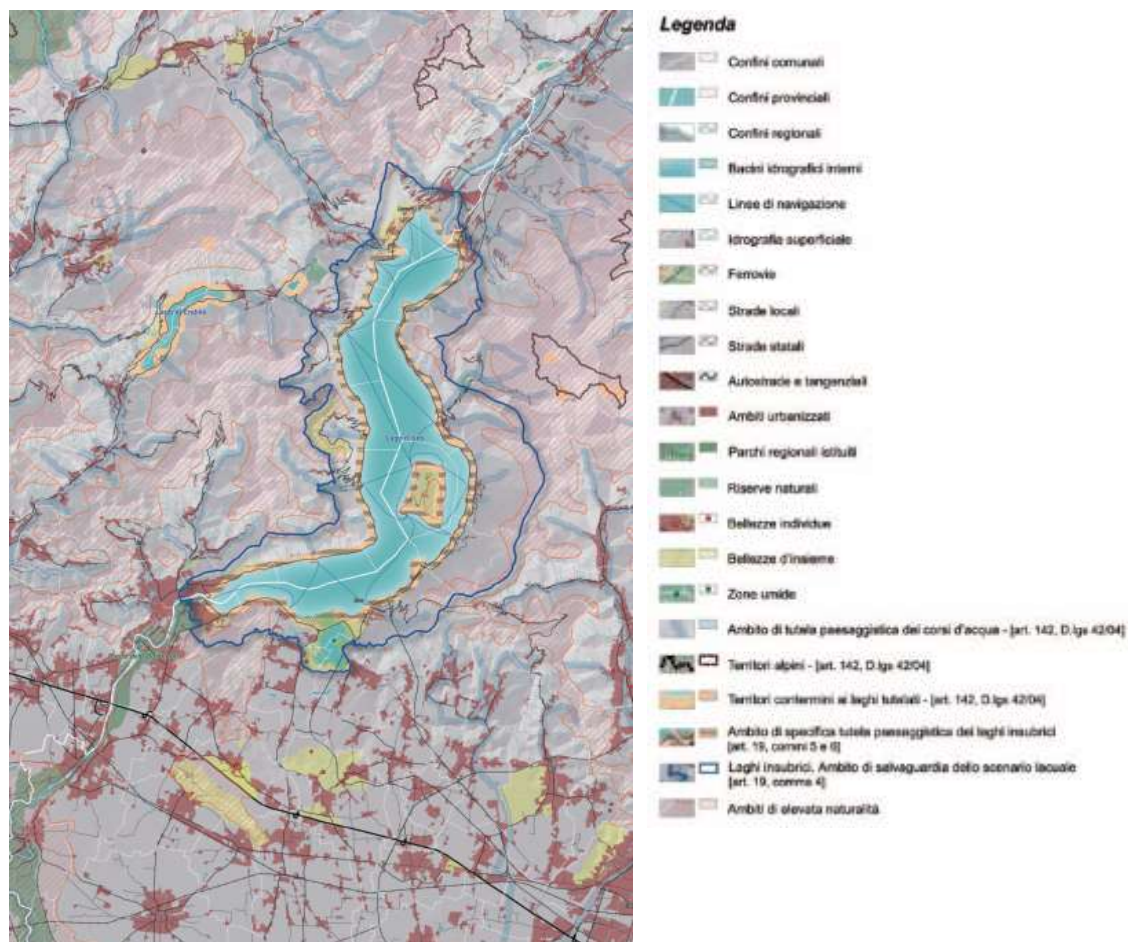 Legenda
Confini comunali
Confini provinciali
Confini regionali
Bacini idrografici interni
Linee di navigazione
Idrografia superficiale
Ferrovie
Strade locali
Strade statali
Autostrade e tangenziali
Ambiti urbanizzati
Parchi regionali istituiti
Riserve naturali
Bellezze individue
Bellezze d'insieme
Zone umide
Ambito di tutela paesaggistica dei corsi d'acqua - [art. 142, D.lgs 42/04]
Territori alpini - [art. 142, D.lgs 42/04]
Territori contermini ai laghi tutelati - [art. 142, D.lgs 42/04]
Ambito di specifica tutela paesaggistica dei laghi insubrici
[art. 19, commi 5 e 6]
Laghi insubrici. Ambito di salvaguardia dello scenario lacuale
[art. 19, comma 4]
Ambiti di elevata naturalità